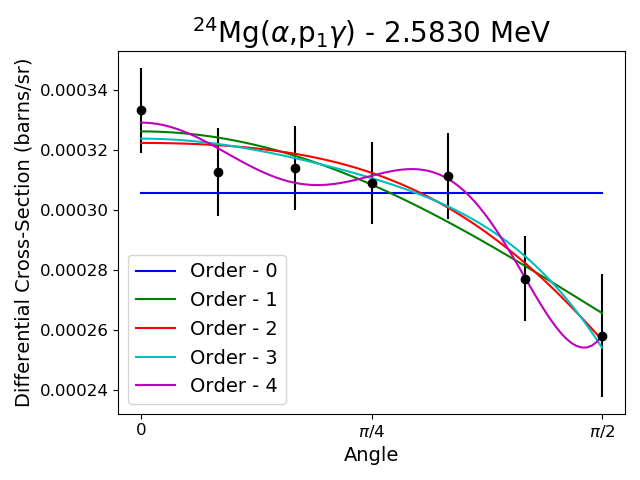 ²⁴Mg(α,p₁γ) - 2.5830 MeV
Differential Cross-Section (barns/sr)
0.00034
0.00032
0.00030
0.00028
0.00026
0.00024
Order - 0
Order - 1
Order - 2
Order - 3
Order - 4
0 π/4 π/2
Angle